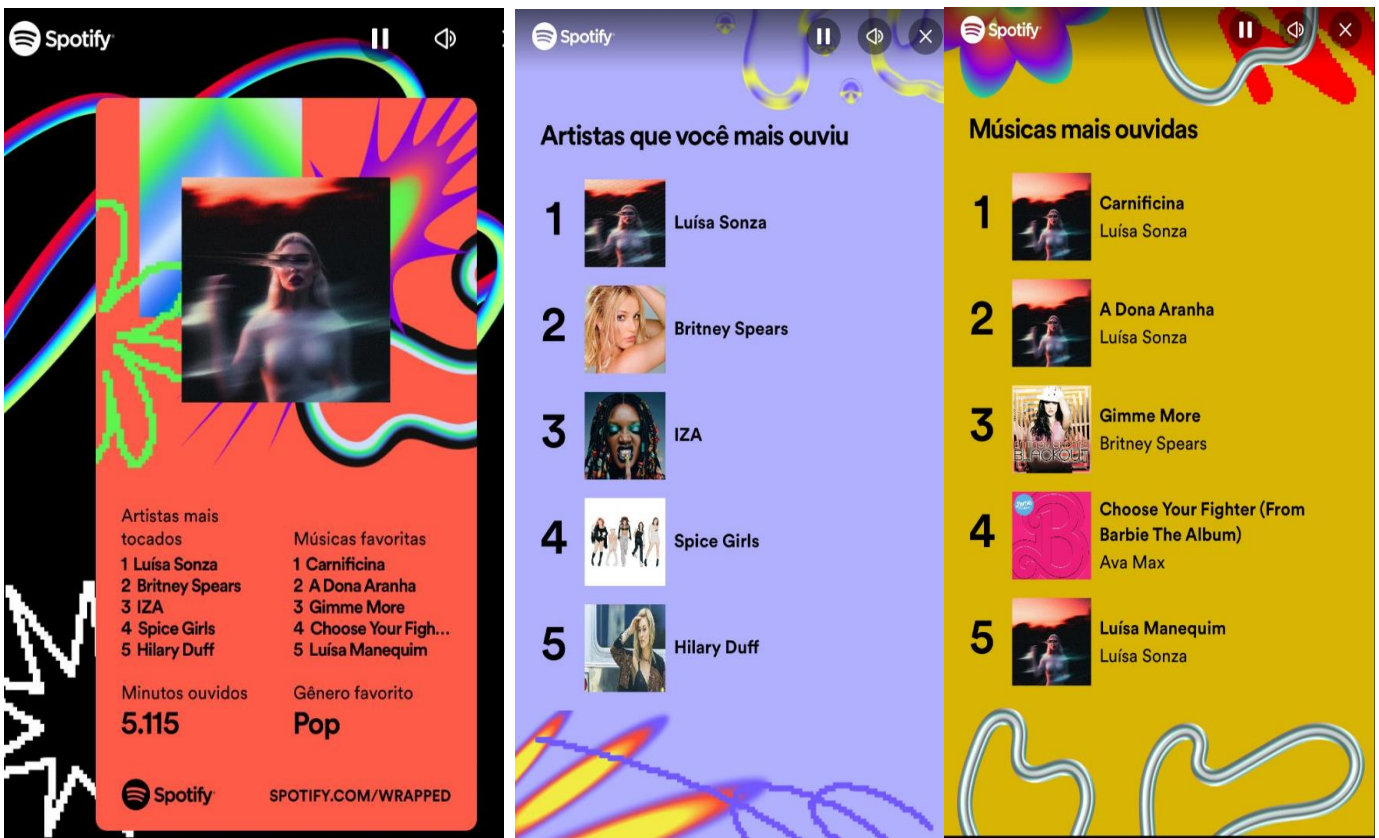 Spotify
Artistas mais
tocados
1 Luísa Sonza
2 Britney Spears
3 IZA
4 Spice Girls
5 Hilary Duff
Músicas favoritas
1 Carnificina
2 A Dona Aranha
3 Gimme More
4 Choose Your Figh...
5 Luísa Manequim
Minutos ouvidos
5.115
Gênero favorito
Pop
Spotify
SPOTIFY.COM/WRAPPED
Spotify
Artistas que você mais ouviu
1
Luísa Sonza
2
Britney Spears
3
IZA
4
Spice Girls
5
Hilary Duff
Spotify
Músicas mais ouvidas
1
Carnificina
Luísa Sonza
2
A Dona Aranha
Luísa Sonza
3
BLACKOUT
Gimme More
Britney Spears
4
B
Choose Your Fighter (From
Barbie The Album)
Ava Max
5
Luísa Manequim
Luísa Sonza